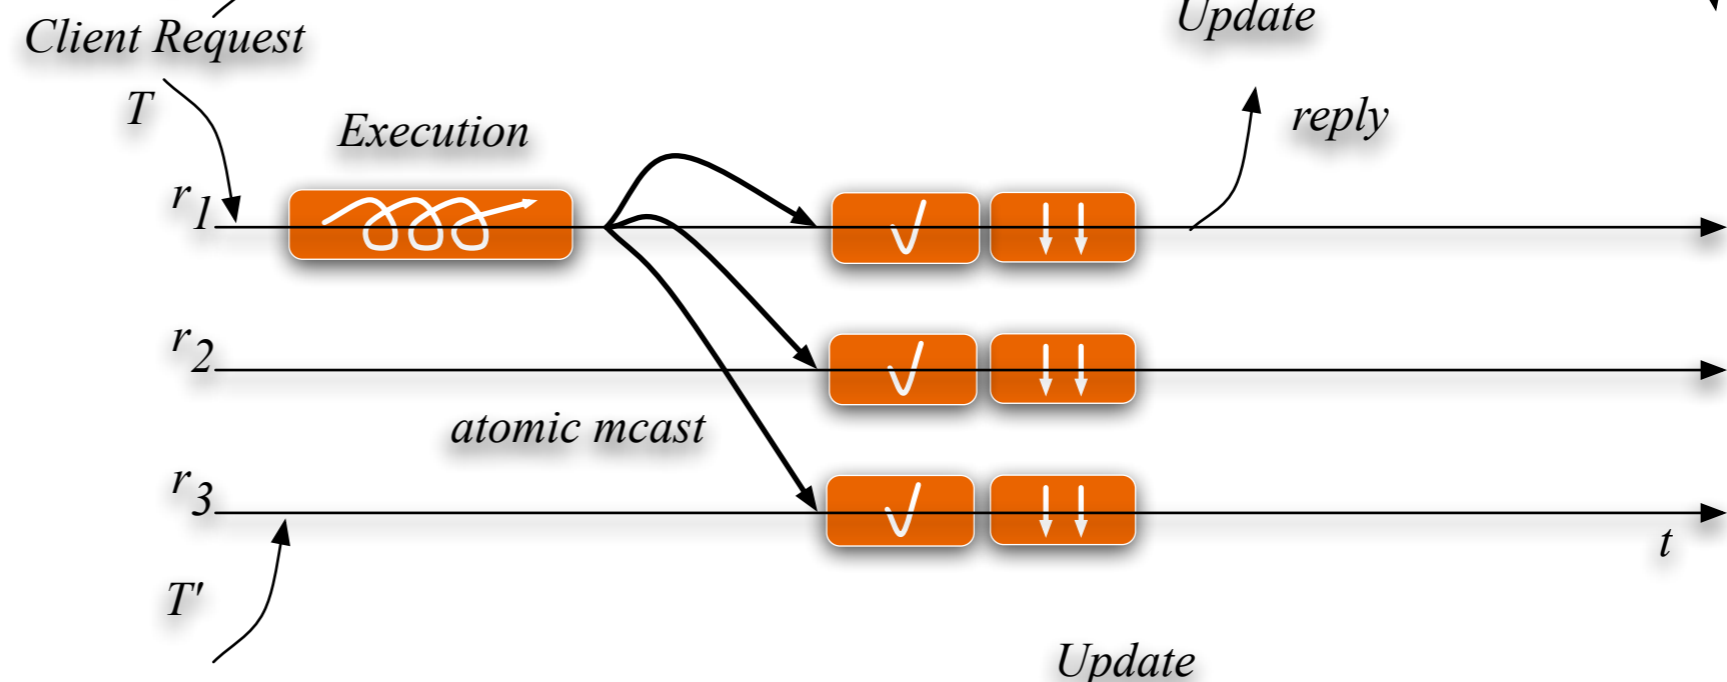 Update
Client Request
T
reply
Execution
r1
r2
atomic mcast
r3
t
T'
Update